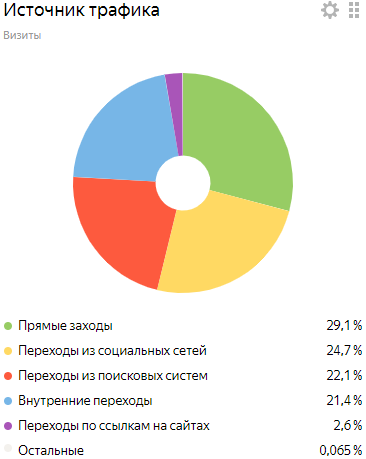 Источник трафика
Визиты
Прямые заходы 29,1 %
Переходы из социальных сетей 24,7 %
Переходы из поисковых систем 22,1 %
Внутренние переходы 21,4 %
Переходы по ссылкам на сайтах 2,6 %
Остальные 0,065 %